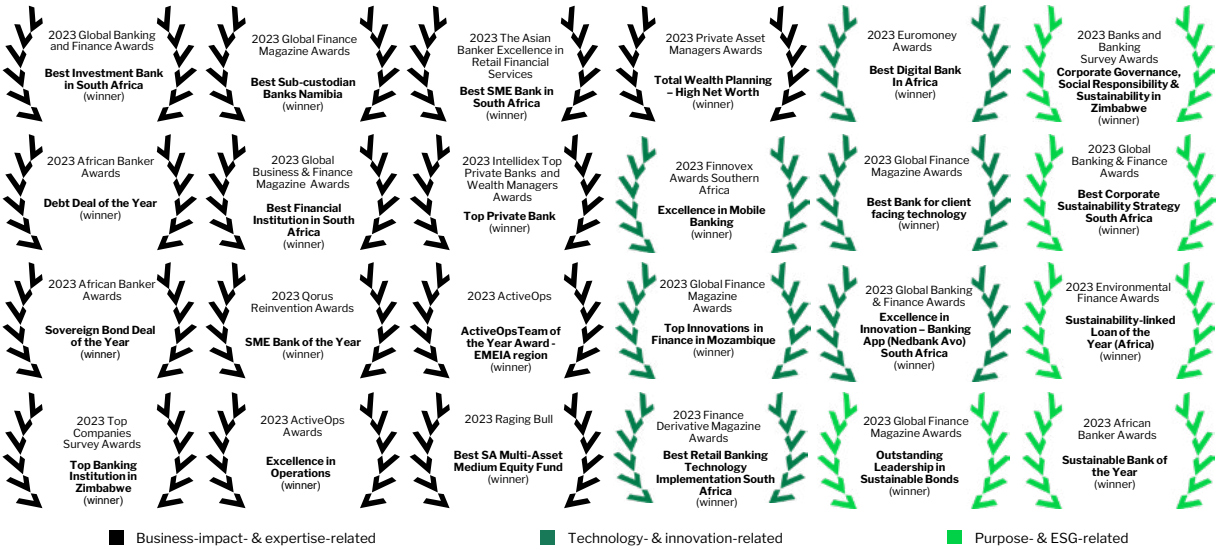 2023 Global Banking
and Finance Awards
Best Investment Bank
in South Africa
(winner)
2023 Global Finance
Magazine Awards
Best Sub-custodian
Banks Namibia
(winner)
2023 The Asian
Banker Excellence in
Retail Financial
Services
Best SME Bank in
South Africa
(winner)
2023 Private Asset
Managers Awards
Total Wealth Planning
– High Net Worth
(winner)
2023 Euromoney
Awards
Best Digital Bank
In Africa
(winner)
2023 Banks and
Banking
Survey Awards
Corporate Governance,
Social Responsibility &
Sustainability in
Zimbabwe
(winner)
2023 African Banker
Awards
Debt Deal of the Year
(winner)
2023 Global
Business & Finance
Magazine Awards
Best Financial
Institution in South
Africa
(winner)
2023 Intellidex Top
Private Banks and
Wealth Managers
Awards
Top Private Bank
(winner)
2023 Finnovex
Awards Southern
Africa
Excellence in Mobile
Banking
(winner)
2023 Global Finance
Magazine Awards
Best Bank for client
facing technology
(winner)
2023 Global
Banking & Finance
Awards
Best Corporate
Sustainability Strategy
South Africa
(winner)
2023 African Banker
Awards
Sovereign Bond Deal
of the Year
(winner)
2023 Qorus
Reinvention Awards
SME Bank of the Year
(winner)
2023 ActiveOps
ActiveOpsTeam of
the Year Award -
EMEIA region
(winner)
2023 Global Finance
Magazine
Awards
Top Innovations in
Finance in Mozambique
(winner)
2023 Global Banking
& Finance Awards
Excellence in
Innovation – Banking
App (Nedbank Avo)
South Africa
(winner)
2023 Environmental
Finance Awards
Sustainability-linked
Loan of the
Year (Africa)
(winner)
2023 Top
Companies
Survey Awards
Top Banking
Institution in
Zimbabwe
(winner)
2023 ActiveOps
Awards
Excellence in
Operations
(winner)
2023 Raging Bull
Best SA Multi-Asset
Medium Equity Fund
(winner)
2023 Finance
Derivative Magazine
Awards
Best Retail Banking
Technology
Implementation South
Africa
(winner)
2023 Global Finance
Magazine Awards
Outstanding
Leadership in
Sustainable Bonds
(winner)
2023 African
Banker Awards
Sustainable Bank of
the Year
(winner)
Business-impact- & expertise-related
Technology- & innovation-related
Purpose- & ESG-related